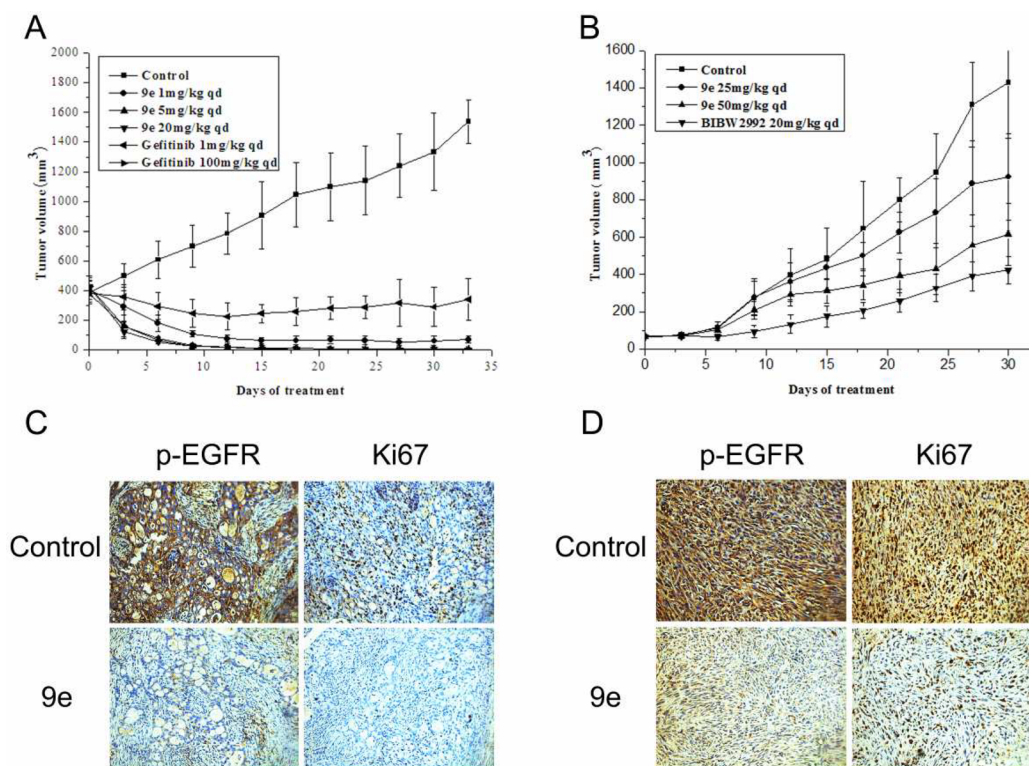 A
Tumor volume (mm3)
2000
1800
1600
1400
1200
1000
800
600
400
200
0
Control
9e 1mg/kg qd
9e 5mg/kg qd
9e 20mg/kg qd
Gefitinib 1mg/kg qd
Gefitinib 100mg/kg qd
0 5 10 15 20 25 30 35
Days of treatment
B
Tumor volume ( mm3)
1600
1400
1200
1000
800
600
400
200
0
Control
9e 25mg/kg qd
9e 50mg/kg qd
BIBW2992 20mg/kg qd
0 5 10 15 20 25 30
Days of treatment
C
p-EGFR Ki67
Control
9e
D
p-EGFR Ki67
Control
9e